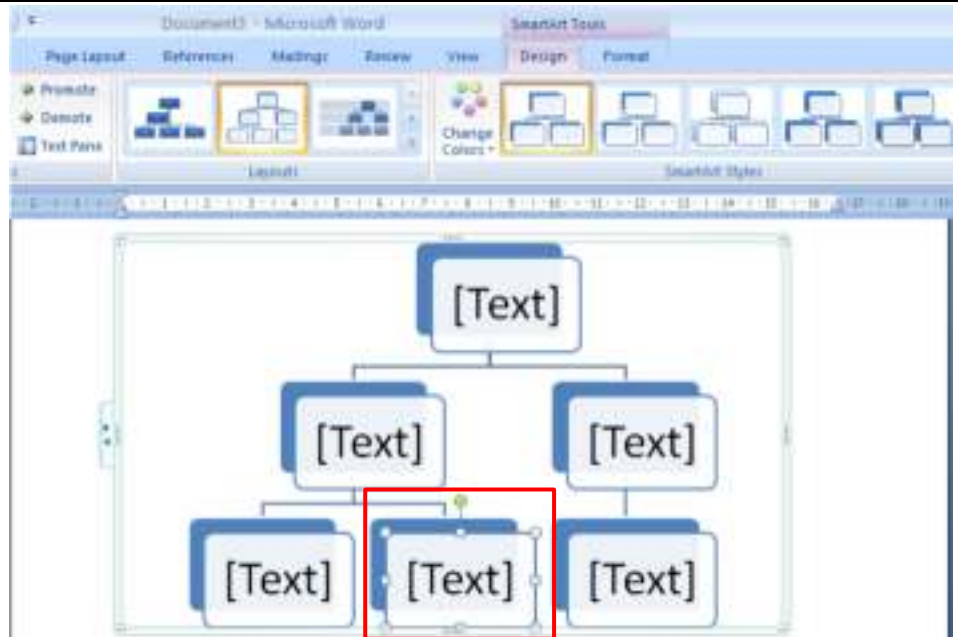 Document3 - Microsoft Word
SmartArt Tools
Page Layout References Mailings Review View Design Format
Promote
Demote
Text Pane
Change
Colors
Layouts
SmartArt Styles
[Text]
[Text] [Text]
[Text] [Text] [Text]